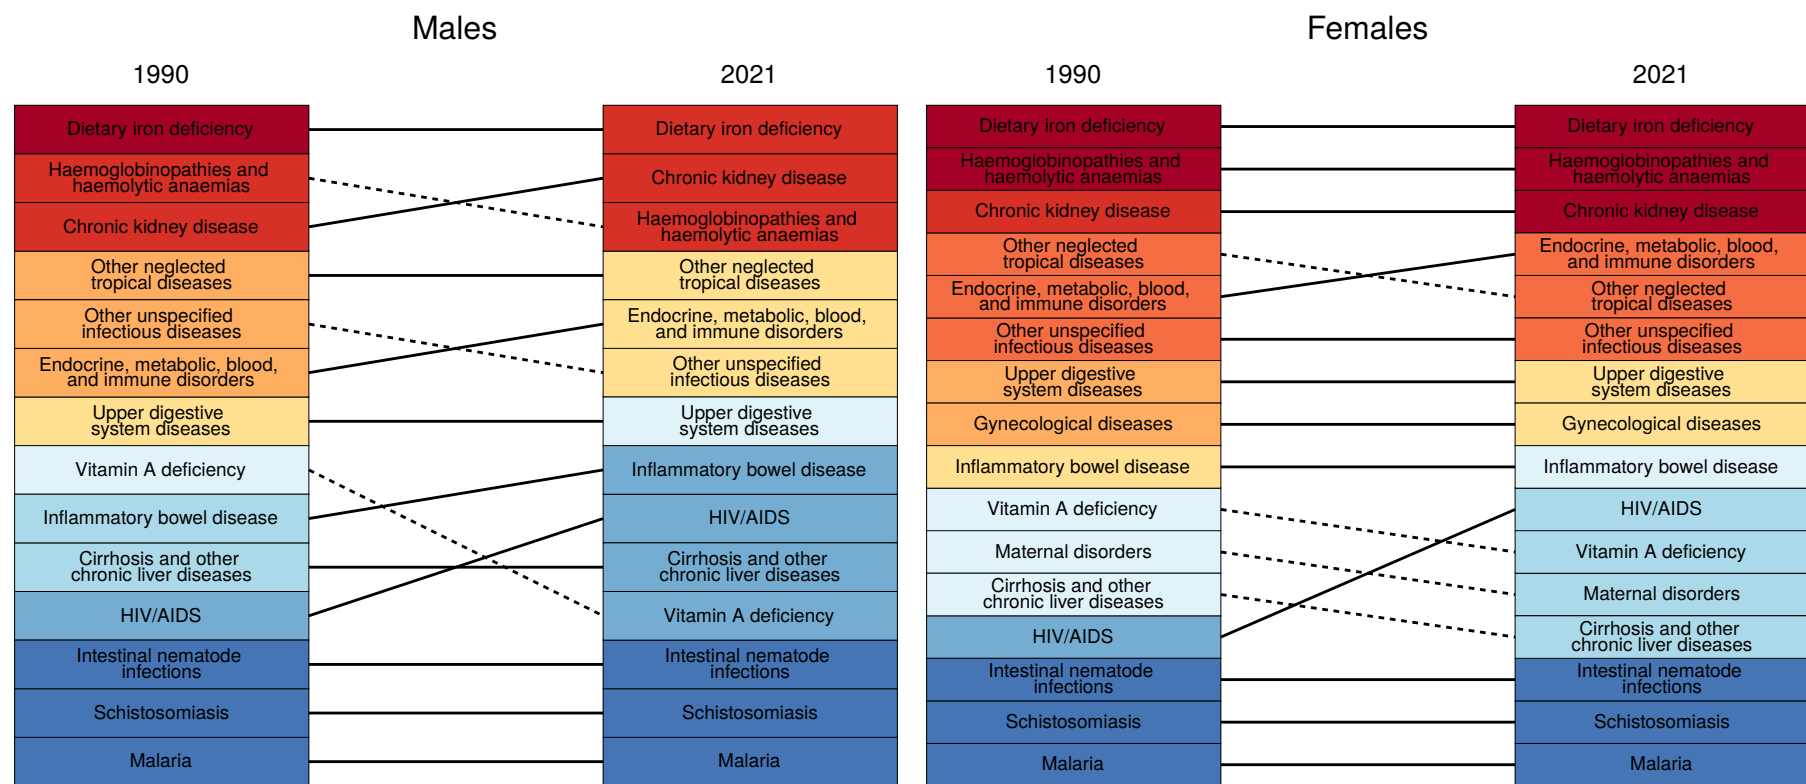 Males
1990
2021
Dietary iron deficiency
Haemoglobinopathies and
haemolytic anaemias
Chronic kidney disease
Other neglected
tropical diseases
Other unspecified
infectious diseases
Endocrine, metabolic, blood,
and immune disorders
Upper digestive
system diseases
Vitamin A deficiency
Inflammatory bowel disease
Cirrhosis and other
chronic liver diseases
HIV/AIDS
Intestinal nematode
infections
Schistosomiasis
Malaria
Dietary iron deficiency
Chronic kidney disease
Haemoglobinopathies and
haemolytic anaemias
Other neglected
tropical diseases
Endocrine, metabolic, blood,
and immune disorders
Other unspecified
infectious diseases
Upper digestive
system diseases
Inflammatory bowel disease
HIV/AIDS
Cirrhosis and other
chronic liver diseases
Vitamin A deficiency
Intestinal nematode
infections
Schistosomiasis
Malaria
Females
1990
2021
Dietary iron deficiency
Haemoglobinopathies and
haemolytic anaemias
Chronic kidney disease
Other neglected
tropical diseases
Endocrine, metabolic, blood,
and immune disorders
Other unspecified
infectious diseases
Upper digestive
system diseases
Gynecological diseases
Inflammatory bowel disease
Vitamin A deficiency
Maternal disorders
Cirrhosis and other
chronic liver diseases
HIV/AIDS
Intestinal nematode
infections
Schistosomiasis
Malaria
Dietary iron deficiency
Haemoglobinopathies and
haemolytic anaemias
Chronic kidney disease
Endocrine, metabolic, blood,
and immune disorders
Other neglected
tropical diseases
Other unspecified
infectious diseases
Upper digestive
system diseases
Gynecological diseases
Inflammatory bowel disease
HIV/AIDS
Vitamin A deficiency
Maternal disorders
Cirrhosis and other
chronic liver diseases
Intestinal nematode
infections
Schistosomiasis
Malaria